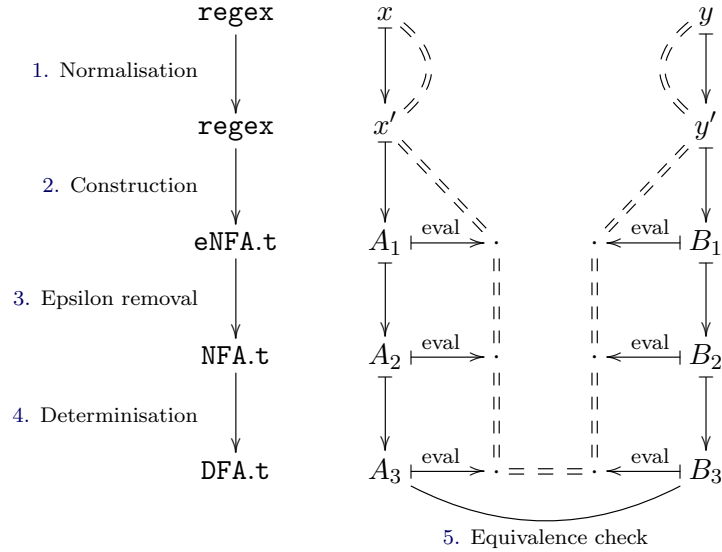 regex x y
1. Normalisation
regex x′ y′
2. Construction
eNFA.t A1 eval · · eval B1
3. Epsilon removal
NFA.t A2 eval · · eval B2
4. Determinisation
DFA.t A3 eval · · eval B3
5. Equivalence check